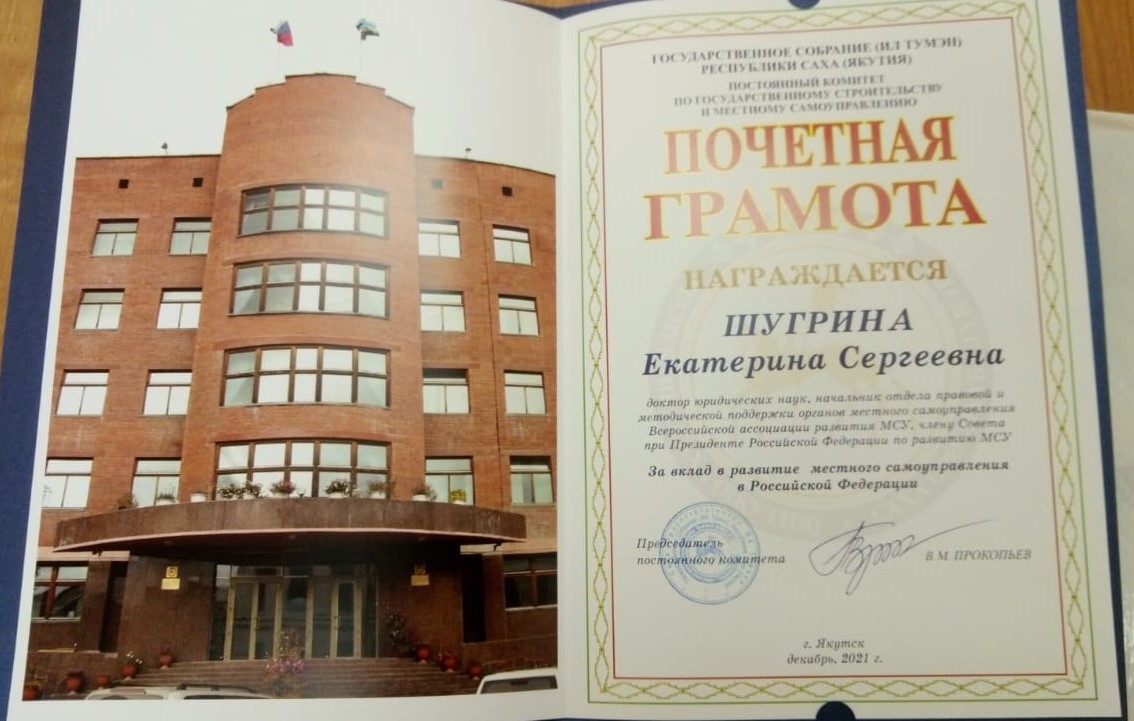 ГОСУДАРСТВЕННОЕ СОБРАНИЕ (ИЛ ТУМЭН)
РЕСПУБЛИКИ САХА (ЯКУТИЯ)
ПОСТОЯННЫЙ КОМИТЕТ
ПО ГОСУДАРСТВЕННОМУ СТРОИТЕЛЬСТВУ
И МЕСТНОМУ САМОУПРАВЛЕНИЮ
ПОЧЕТНАЯ
ГРАМОТА
НАГРАЖДАЕТСЯ
ШУГРИНА
Екатерина Сергеевна
доктор юридических наук, начальник отдела правовой и
методической поддержки органов местного самоуправления
Всероссийской ассоциации развития МСУ, члену Совета
при Президенте Российской Федерации по развитию МСУ
За вклад в развитие местного самоуправления
в Российской Федерации
Председатель
постоянного комитета
В.М. ПРОКОПЬЕВ
г. Якутск
декабрь, 2021 г.